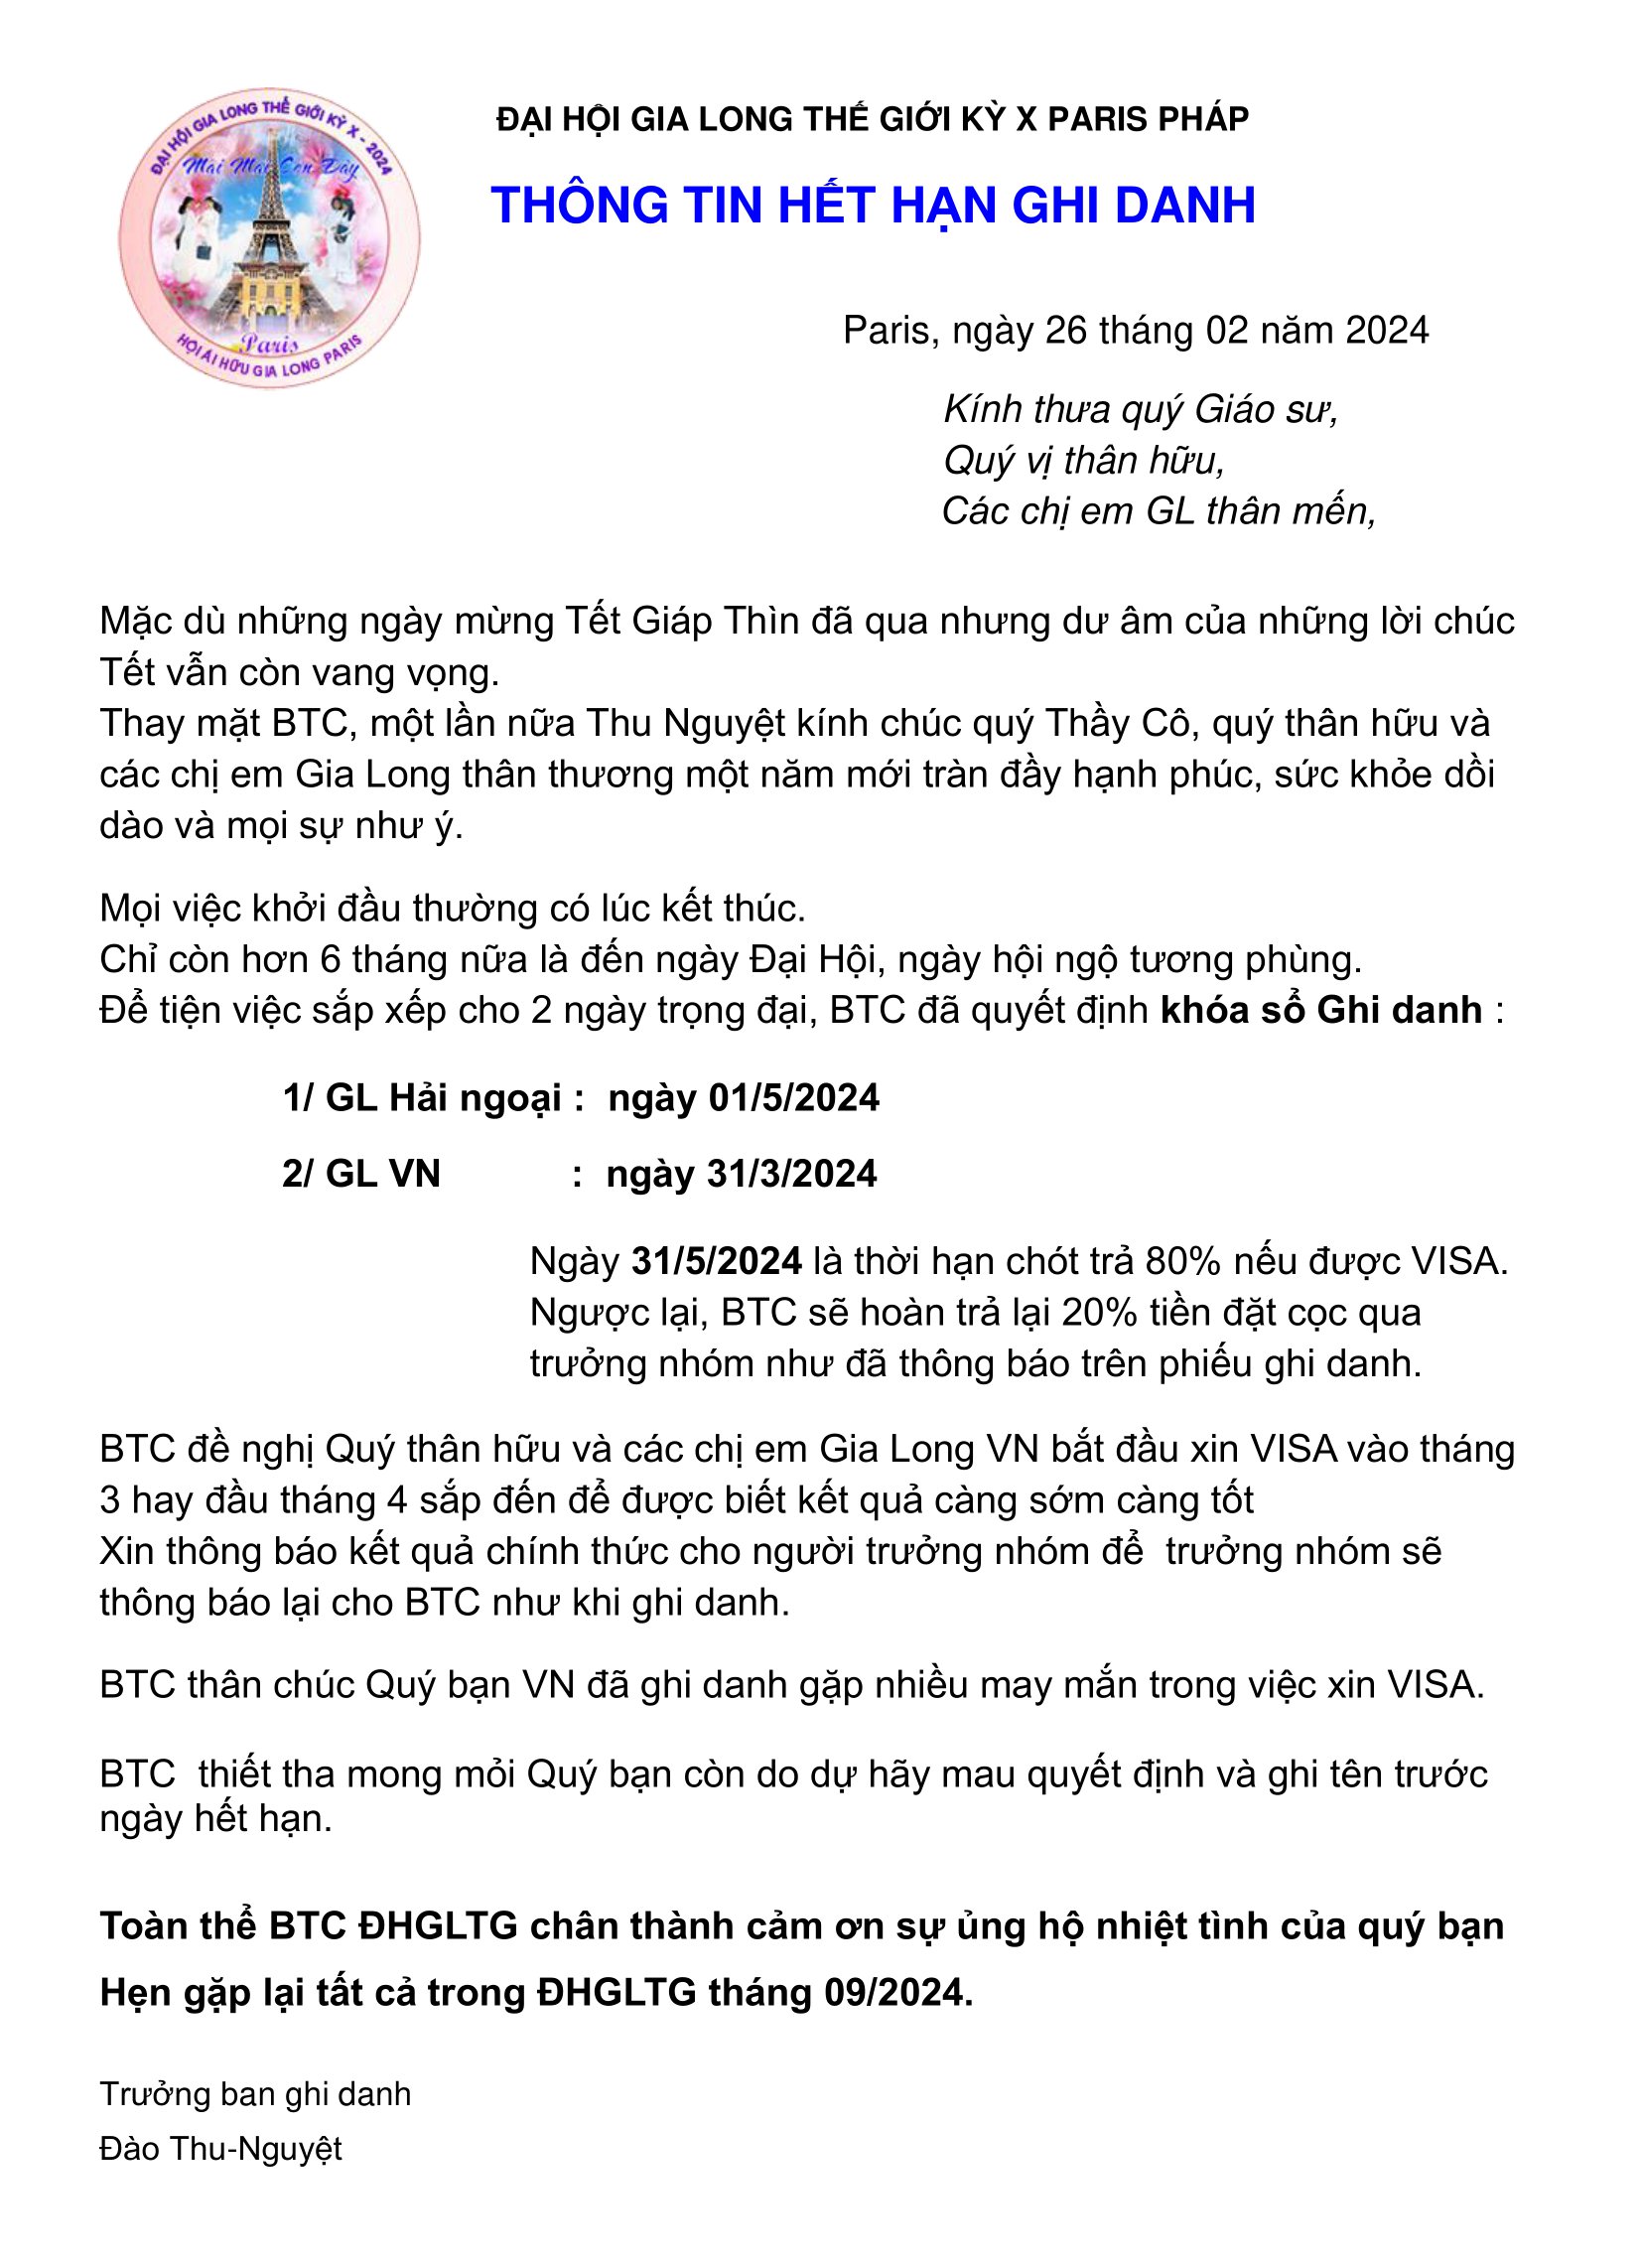 ĐẠI HỘI GIA LONG THẾ GIỚI KỲ X - 2024
Mãi Mãi Còn Đây
Paris
HỘI ÁI HỮU GIA LONG PARIS
ĐẠI HỘI GIA LONG THẾ GIỚI KỲ X PARIS PHÁP
THÔNG TIN HẾT HẠN GHI DANH
Paris, ngày 26 tháng 02 năm 2024
Kính thưa quý Giáo sư,
Quý vị thân hữu,
Các chị em GL thân mến,
Mặc dù những ngày mừng Tết Giáp Thìn đã qua nhưng dư âm của những lời chúc
Tết vẫn còn vang vọng.
Thay mặt BTC, một lần nữa Thu Nguyệt kính chúc quý Thầy Cô, quý thân hữu và
các chị em Gia Long thân thương một năm mới tràn đầy hạnh phúc, sức khỏe dồi
dào và mọi sự như ý.
Mọi việc khởi đầu thường có lúc kết thúc.
Chỉ còn hơn 6 tháng nữa là đến ngày Đại Hội, ngày hội ngộ tương phùng.
Để tiện việc sắp xếp cho 2 ngày trọng đại, BTC đã quyết định khóa sổ Ghi danh :
1/ GL Hải ngoại : ngày 01/5/2024
2/ GL VN : ngày 31/3/2024
Ngày 31/5/2024 là thời hạn chót trả 80% nếu được VISA.
Ngược lại, BTC sẽ hoàn trả lại 20% tiền đặt cọc qua
trưởng nhóm như đã thông báo trên phiếu ghi danh.
BTC đề nghị Quý thân hữu và các chị em Gia Long VN bắt đầu xin VISA vào tháng
3 hay đầu tháng 4 sắp đến để được biết kết quả càng sớm càng tốt
Xin thông báo kết quả chính thức cho người trưởng nhóm để trưởng nhóm sẽ
thông báo lại cho BTC như khi ghi danh.
BTC thân chúc Quý bạn VN đã ghi danh gặp nhiều may mắn trong việc xin VISA.
BTC thiết tha mong mỏi Quý bạn còn do dự hãy mau quyết định và ghi tên trước
ngày hết hạn.
Toàn thể BTC ĐHGLTG chân thành cảm ơn sự ủng hộ nhiệt tình của quý bạn
Hẹn gặp lại tất cả trong ĐHGLTG tháng 09/2024.
Trưởng ban ghi danh
Đào Thu-Nguyệt